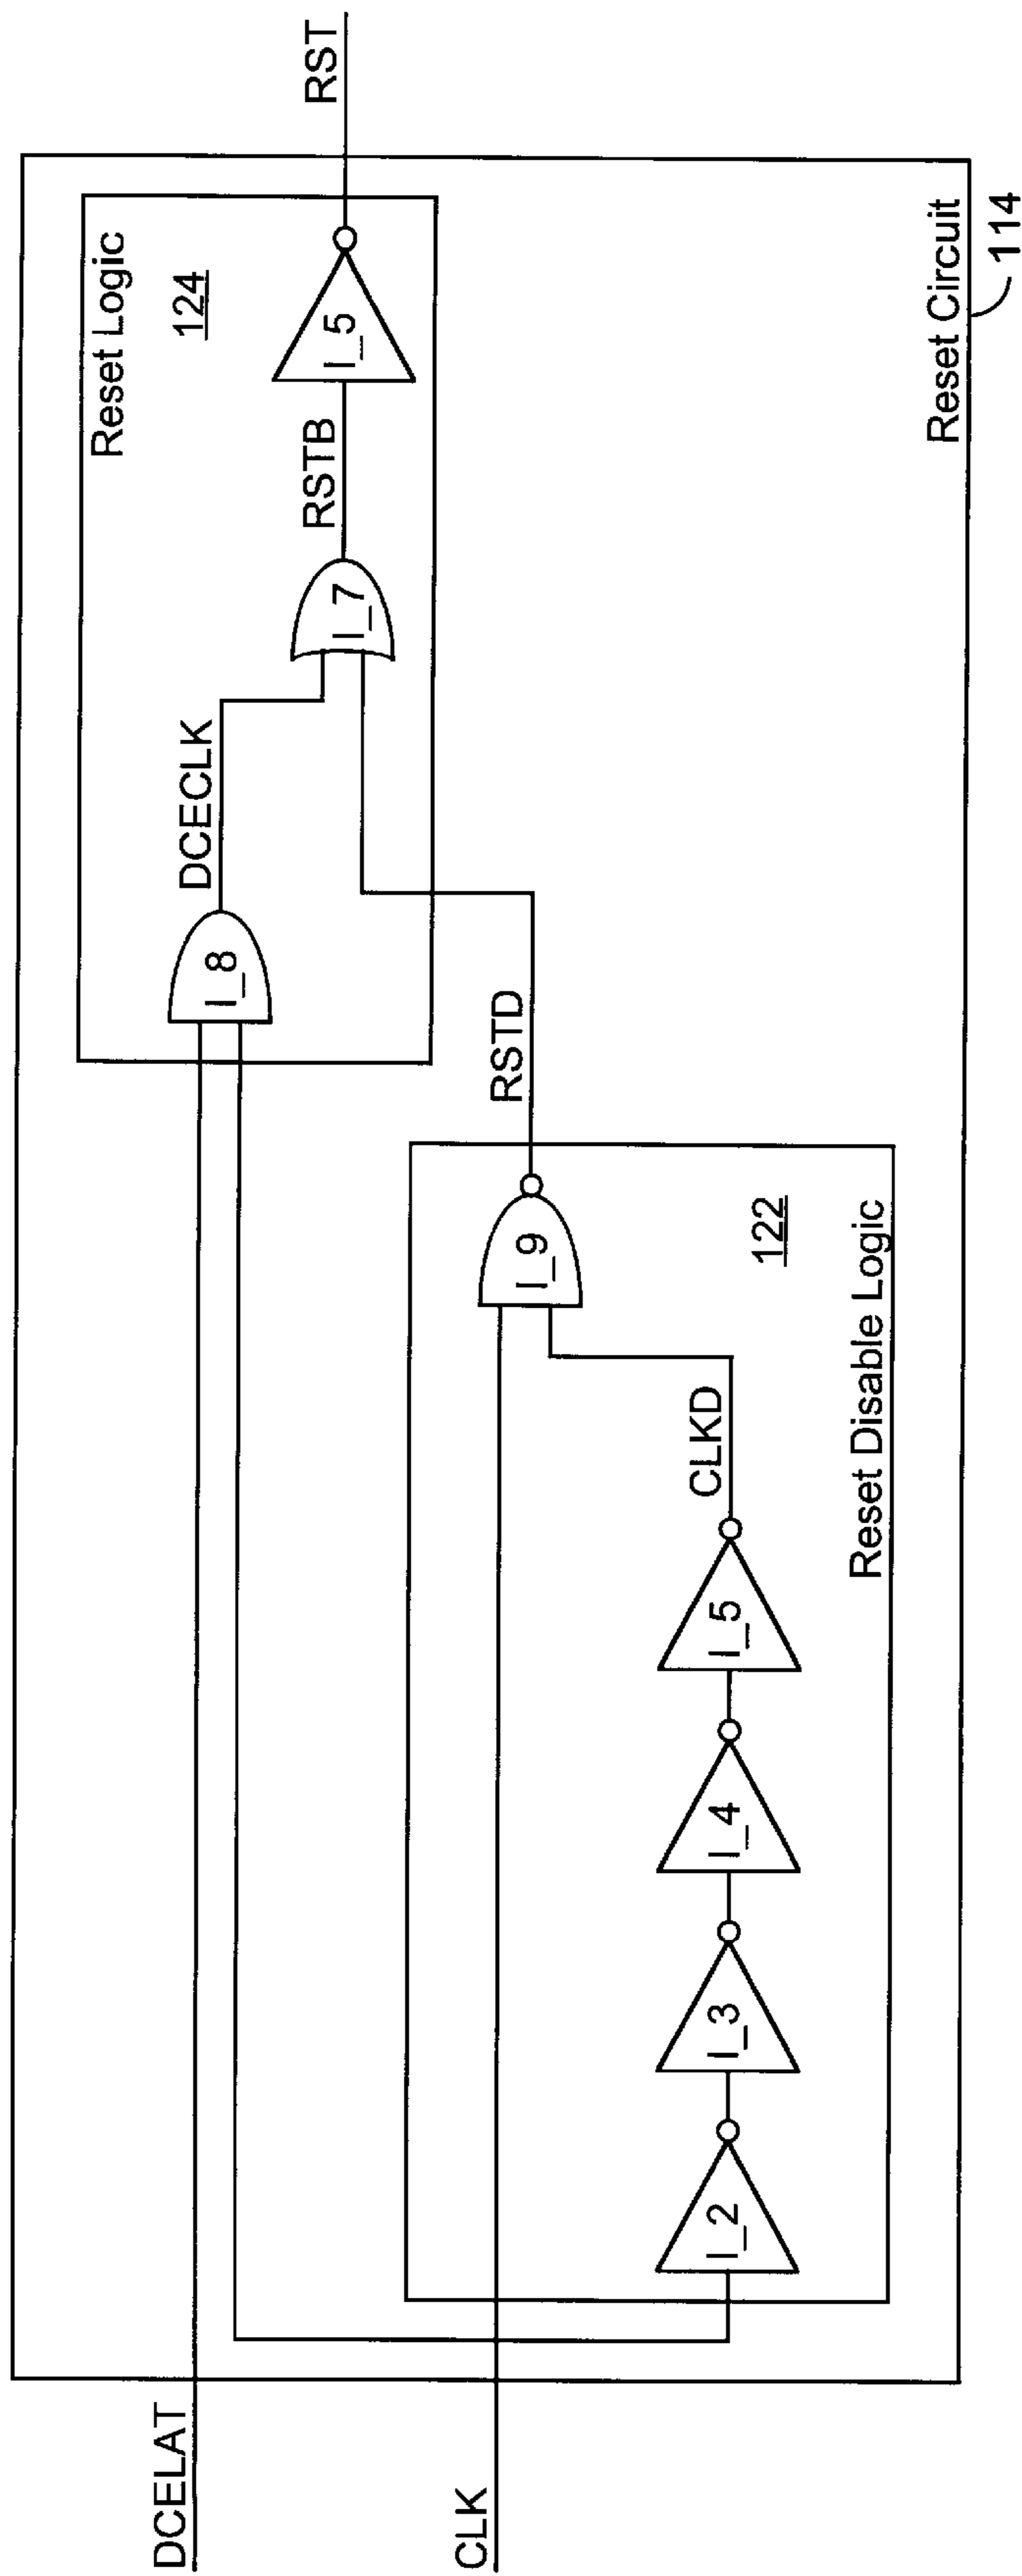 DCELAT
CLK
Reset Logic
124
I_8
DCECLK
I_7
RSTB
I_5
RST
RSTD
I_2
I_3
I_4
I_5
CLKD
I_9
122
Reset Disable Logic
Reset Circuit
114